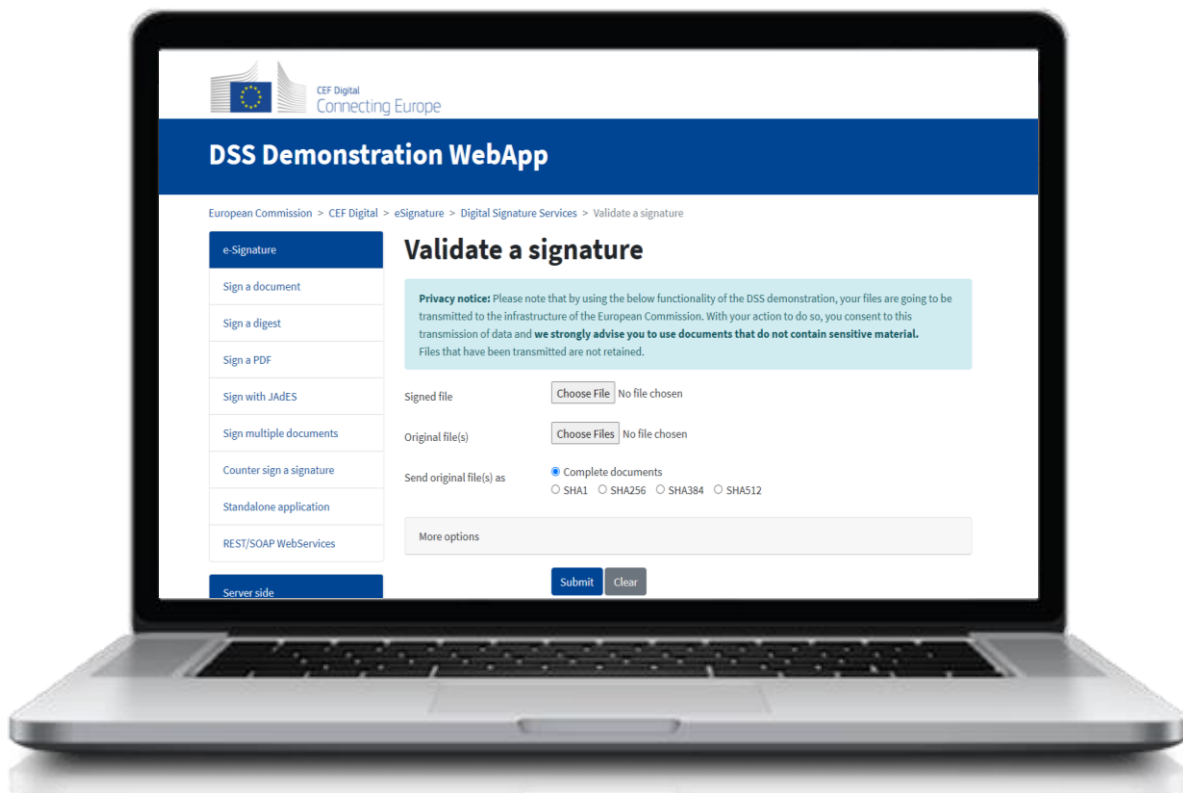 CEF Digital
Connecting Europe
DSS Demonstration WebApp
European Commission > CEF Digital > eSignature > Digital Signature Services > Validate a signature
e-Signature
Sign a document
Sign a digest
Sign a PDF
Sign with JAdES
Sign multiple documents
Counter sign a signature
Standalone application
REST/SOAP WebServices
Server side
Validate a signature
Privacy notice: Please note that by using the below functionality of the DSS demonstration, your files are going to be
transmitted to the infrastructure of the European Commission. With your action to do so, you consent to this
transmission of data and we strongly advise you to use documents that do not contain sensitive material.
Files that have been transmitted are not retained.
Signed file Choose File No file chosen
Original file(s) Choose Files No file chosen
Send original file(s) as Complete documents
SHA1 SHA256 SHA384 SHA512
More options
Submit Clear